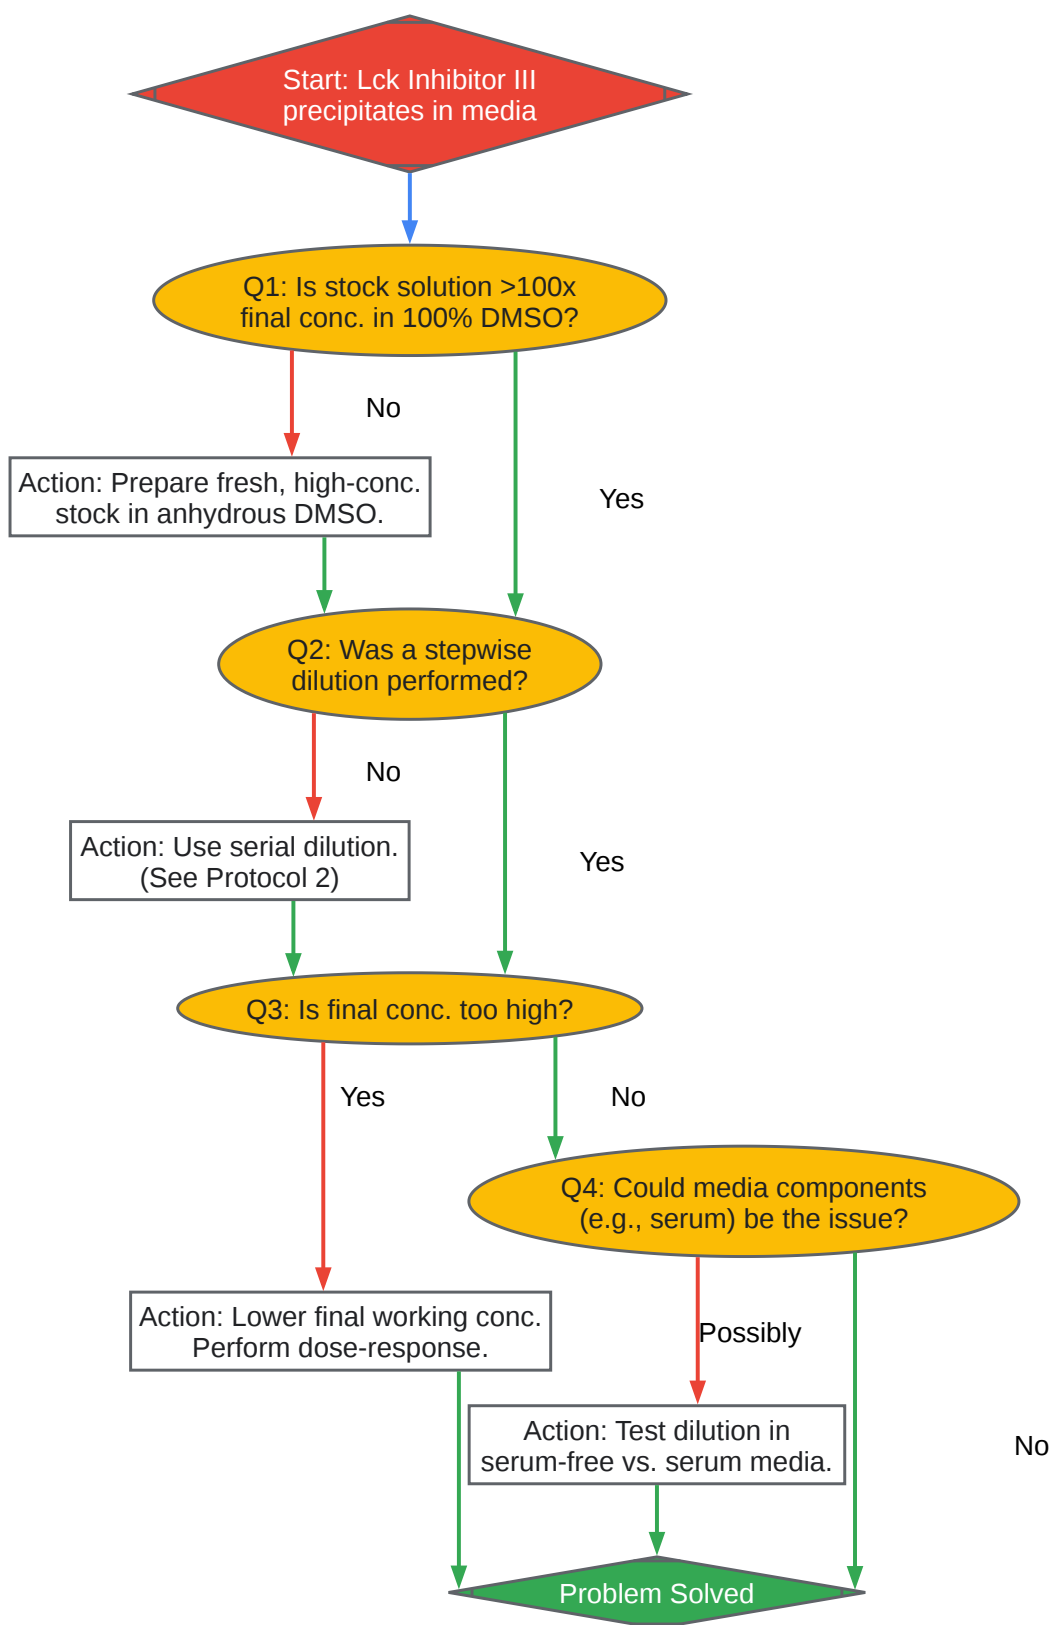 Start: Lck Inhibitor III
precipitates in media
Q1: Is stock solution >100x
final conc. in 100% DMSO?
No
Action: Prepare fresh, high-conc.
stock in anhydrous DMSO.
Yes
Q2: Was a stepwise
dilution performed?
No
Action: Use serial dilution.
(See Protocol 2)
Yes
Q3: Is final conc. too high?
Yes
No
Q4: Could media components
(e.g., serum) be the issue?
Action: Lower final working conc.
Perform dose-response.
Possibly
Action: Test dilution in
serum-free vs. serum media.
No
Problem Solved